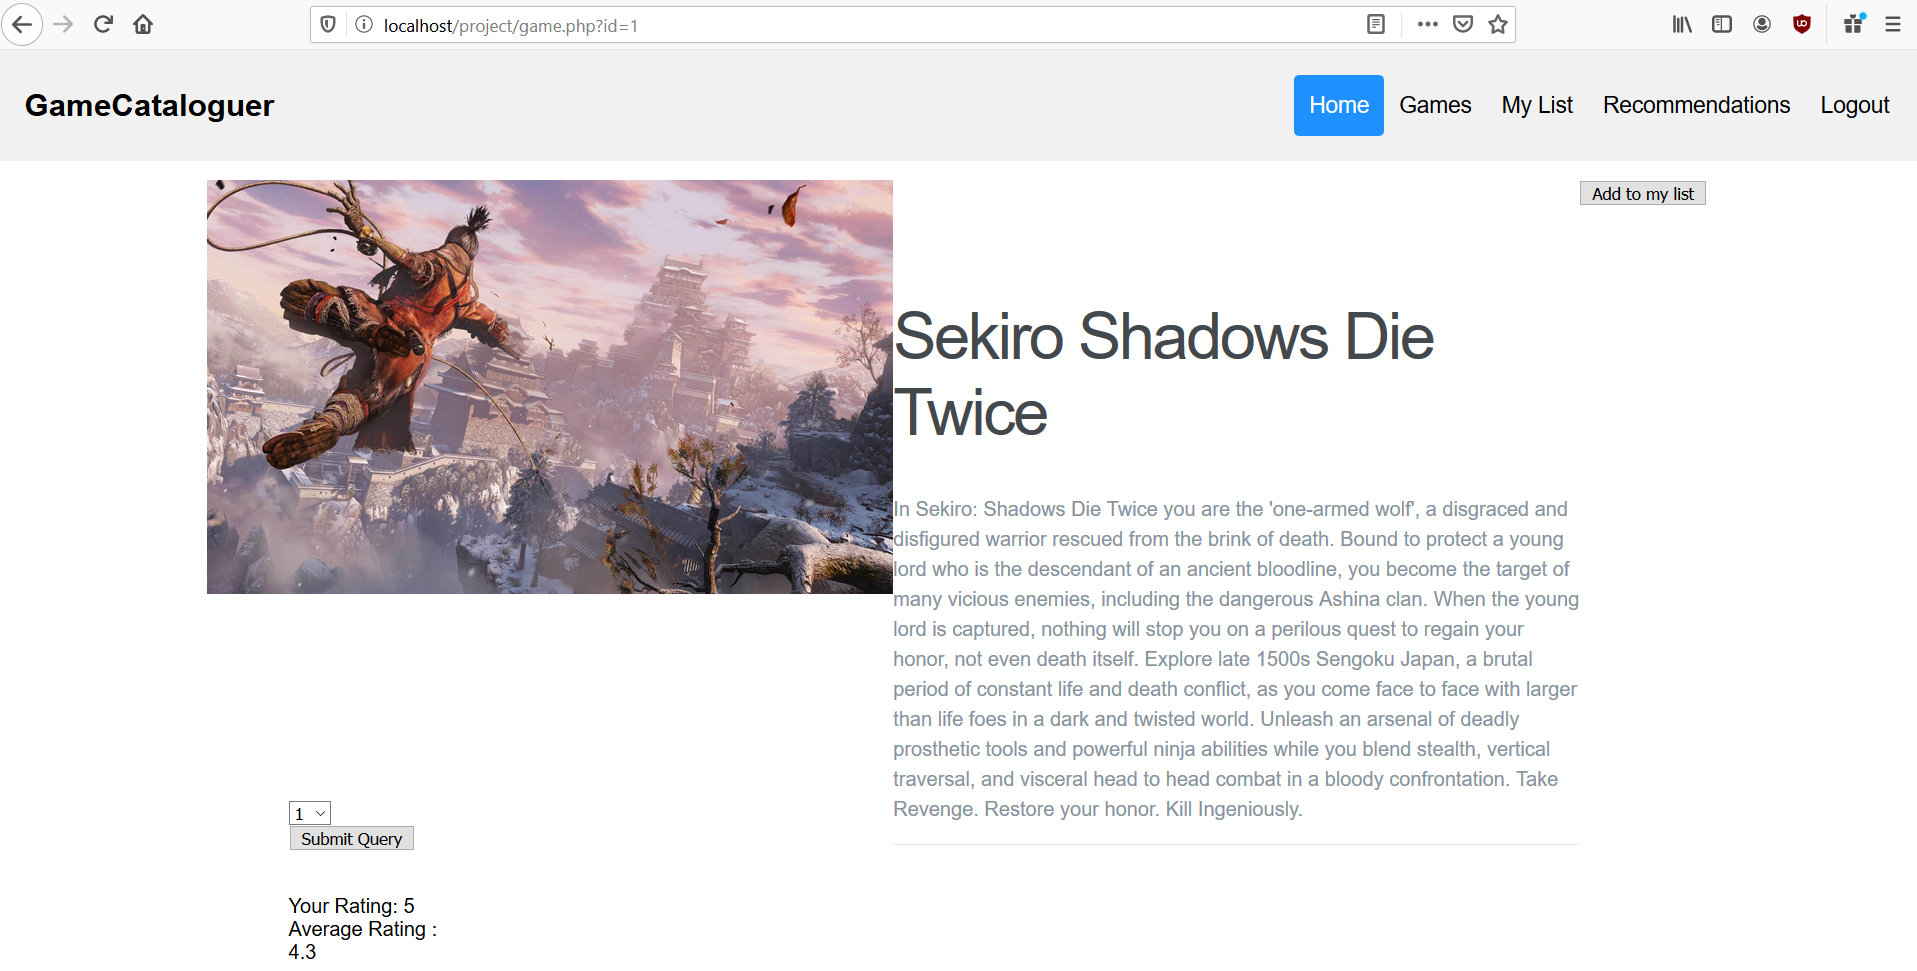 localhost/project/game.php?id=1
GameCataloguer
Home Games My List Recommendations Logout
Add to my list
Sekiro Shadows Die
Twice
In Sekiro: Shadows Die Twice you are the 'one-armed wolf', a disgraced and
disfigured warrior rescued from the brink of death. Bound to protect a young
lord who is the descendant of an ancient bloodline, you become the target of
many vicious enemies, including the dangerous Ashina clan. When the young
lord is captured, nothing will stop you on a perilous quest to regain your
honor, not even death itself. Explore late 1500s Sengoku Japan, a brutal
period of constant life and death conflict, as you come face to face with larger
than life foes in a dark and twisted world. Unleash an arsenal of deadly
prosthetic tools and powerful ninja abilities while you blend stealth, vertical
traversal, and visceral head to head combat in a bloody confrontation. Take
Revenge. Restore your honor. Kill Ingeniously.
1
Submit Query
Your Rating: 5
Average Rating :
4.3